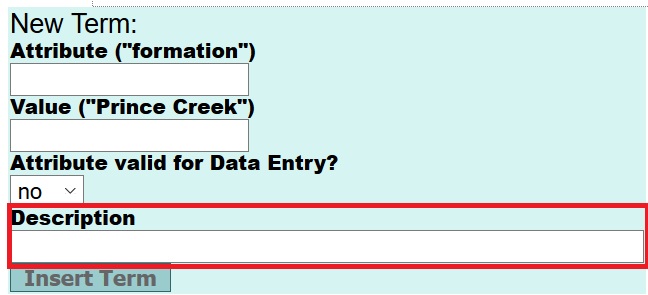 New Term:
Attribute ("formation")
Value ("Prince Creek")
Attribute valid for Data Entry?
no
Description
Insert Term